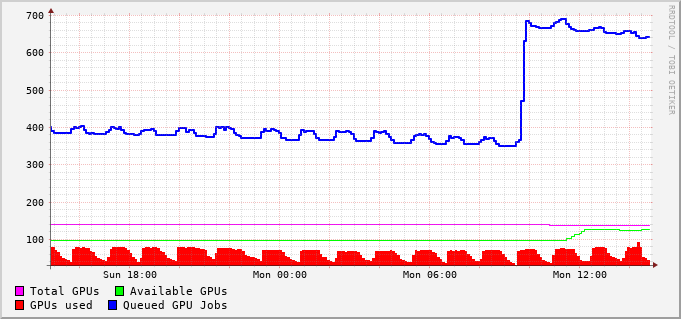 700
600
500
400
300
200
100
Sun 18:00 Mon 00:00 Mon 06:00 Mon 12:00
Total GPUs Available GPUs
GPUs used Queued GPU Jobs
RRDTOOL / TOBI OETIKER